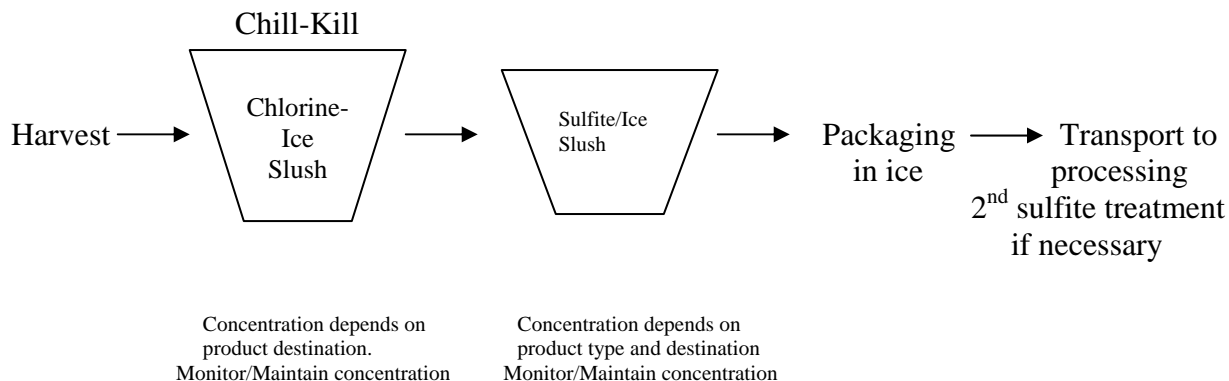 Chill-Kill
Harvest
Chlorine-
Ice
Slush
Sulfite/Ice
Slush
Packaging
in ice
Transport to
processing
2nd sulfite treatment
if necessary
Concentration depends on
product destination.
Monitor/Maintain concentration
Concentration depends on
product type and destination
Monitor/Maintain concentration